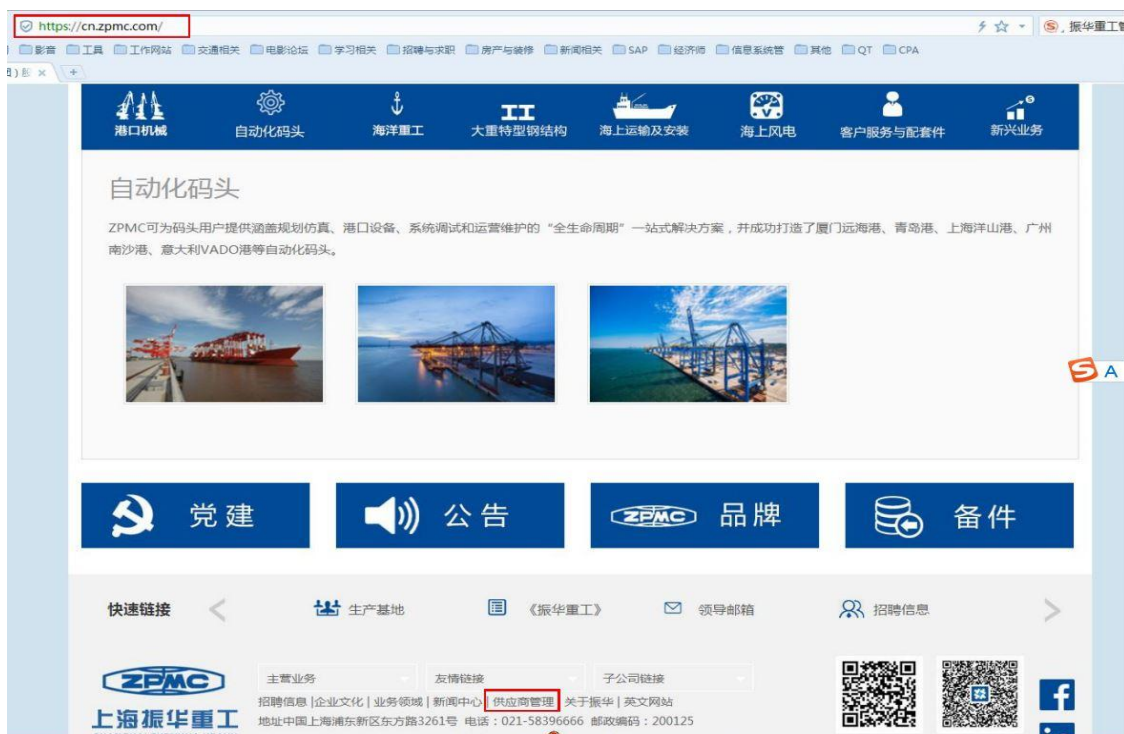 https://cn.zpmc.com/
振华重工
影音 工具 工作网站 交通相关 电影论坛 学习相关 招聘与求职 房产与装修 新闻相关 SAP 经济师 信息系统管 其他 QT CPA
港口机械 自动化码头 海洋重工 大重特型钢结构 海上运输及安装 海上风电 客户服务与配套件 新兴业务
自动化码头
ZPMC可为码头用户提供涵盖规划仿真、港口设备、系统调试和运营维护的“全生命周期”一站式解决方案，并成功打造了厦门远海港、青岛港、上海洋山港、广州
南沙港、意大利VADO港等自动化码头。
A
党建 公告 ZPMC 品牌 备件
快速链接 生产基地 《振华重工》 领导邮箱 招聘信息
ZPMC
上海振华重工
主营业务 友情链接 子公司链接
招聘信息 | 企业文化 | 业务领域 | 新闻中心 | 供应商管理 关于振华 | 英文网站
地址中国上海浦东新区东方路3261号 电话：021-58396666 邮政编码：200125